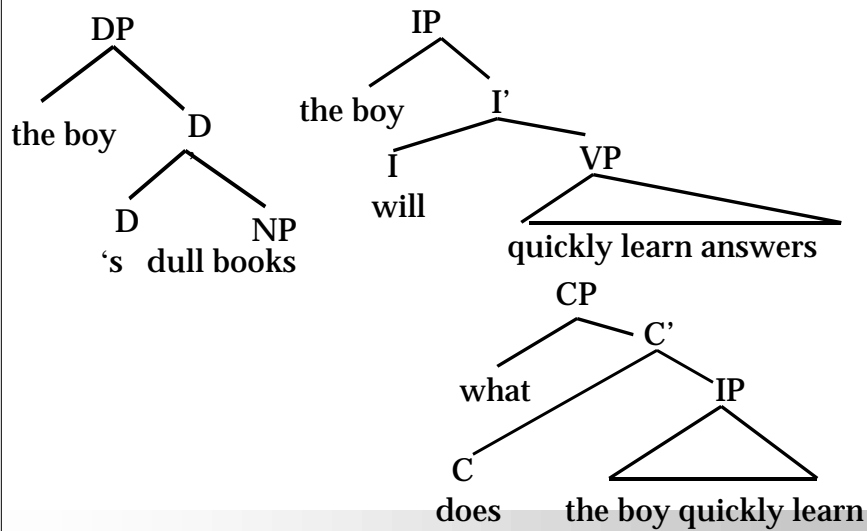 DP
the boy
D
’
D
NP
‘s dull books
IP
the boy
I’
I
will
VP
quickly learn answers
CP
C’
what
IP
C
does the boy quickly learn